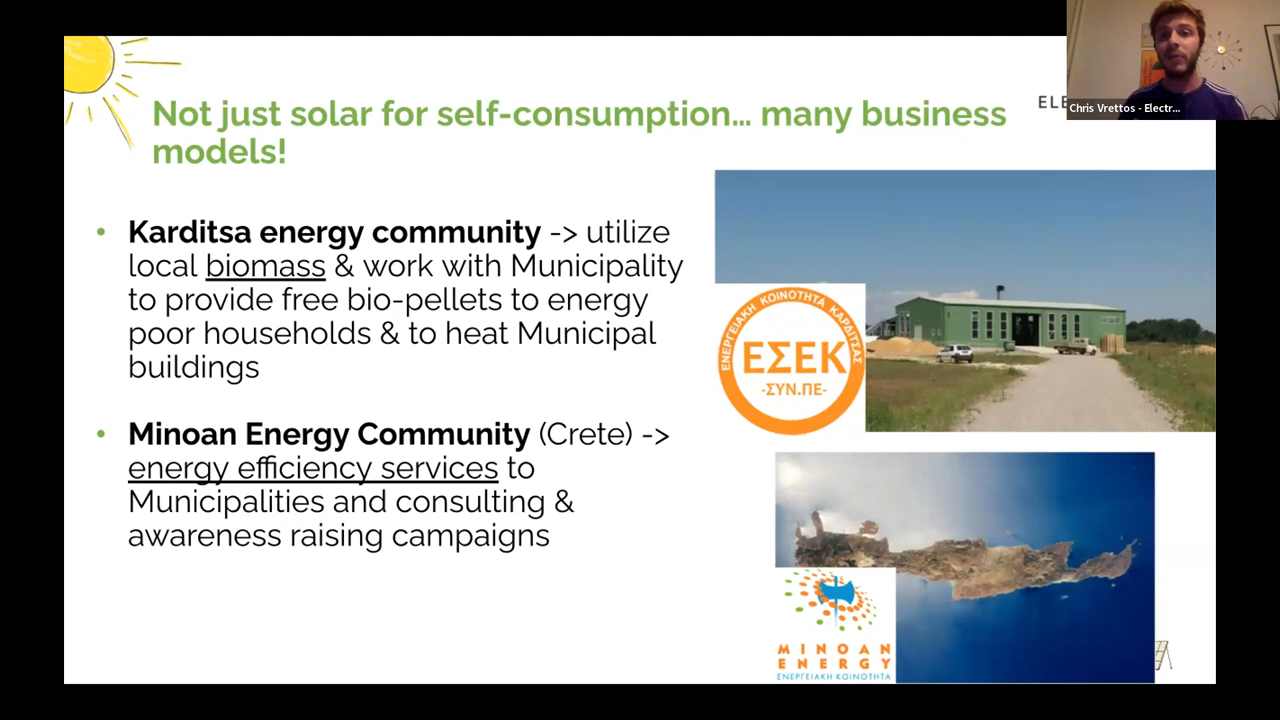 Not just solar for self-consumption… many business
models!
ELE
Chris Vrettos - Electr...
• Karditsa energy community -> utilize
local biomass & work with Municipality
to provide free bio-pellets to energy
poor households & to heat Municipal
buildings
• Minoan Energy Community (Crete) ->
energy efficiency services to
Municipalities and consulting &
awareness raising campaigns
ΕΝΕΡΓΕΙΑΚΗ ΚΟΙΝΟΤΗΤΑ ΚΑΡΔΙΤΣΑΣ
ΕΣΕΚ
-ΣΥΝ.ΠΕ-
MINOAN
ENERGY
ΕΝΕΡΓΕΙΑΚΗ ΚΟΙΝΟΤΗΤΑ